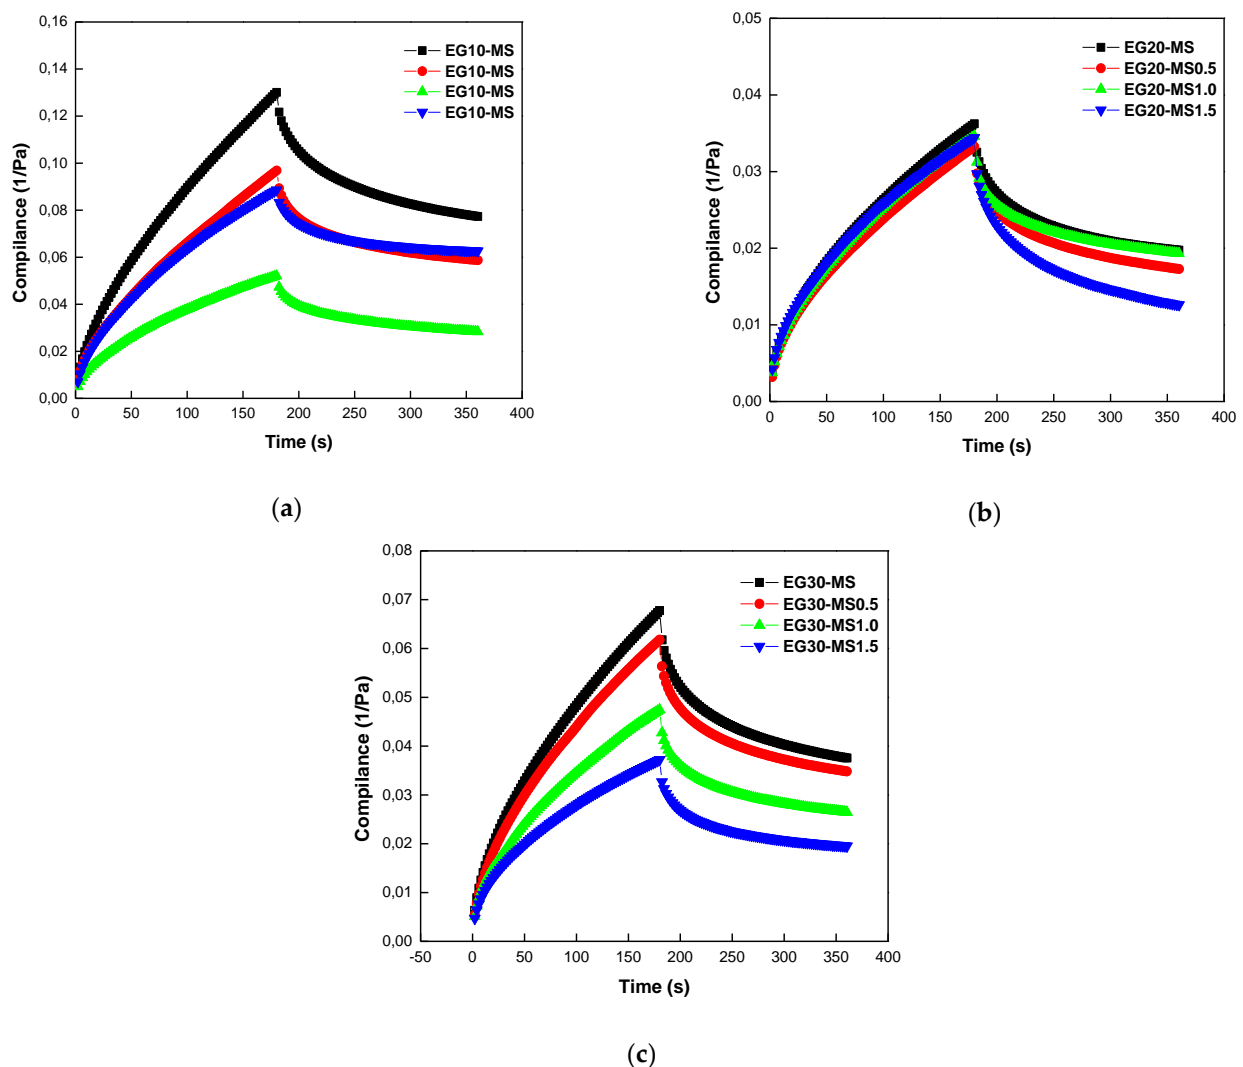 0,16
0,14
0,12
0,10
0,08
0,06
0,04
0,02
0,00
0 50 100 150 200 250 300 350 400
Compilance (1/Pa)
Time (s)
EG10-MS
EG10-MS
EG10-MS
EG10-MS
(a)
0,05
0,04
0,03
0,02
0,01
0,00
0 50 100 150 200 250 300 350 400
Compilance (1/Pa)
Time (s)
EG20-MS
EG20-MS0.5
EG20-MS1.0
EG20-MS1.5
(b)
0,08
0,07
0,06
0,05
0,04
0,03
0,02
0,01
0,00
-50 0 50 100 150 200 250 300 350 400
Compilance (1/Pa)
Time (s)
EG30-MS
EG30-MS0.5
EG30-MS1.0
EG30-MS1.5
(c)